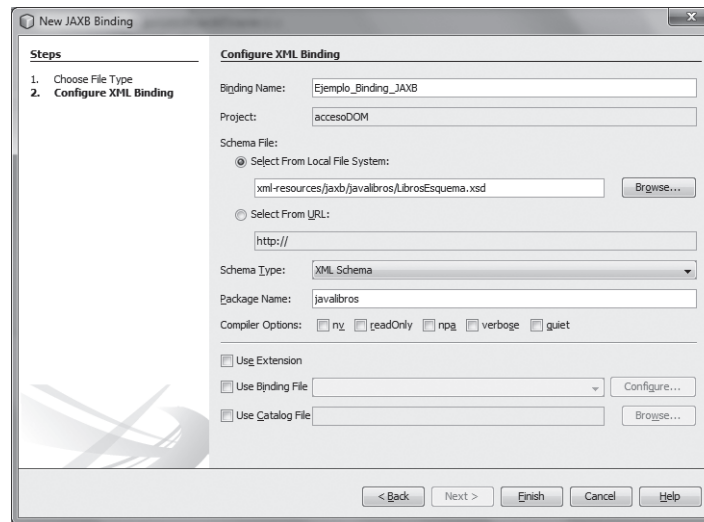 New JAXB Binding
x
Steps
1. Choose File Type
2. Configure XML Binding
Configure XML Binding
Binding Name: Ejemplo_Binding_JAXB
Project: accesoDOM
Schema File:
Select From Local File System:
xml-resources/jaxb/javalibros/LibrosEsquema.xsd Browse...
Select From URL:
http://
Schema Type: XML Schema
Package Name: javalibros
Compiler Options: nv readOnly npa verbose quiet
Use Extension
Use Binding File Configure...
Use Catalog File Browse...
< Back Next > Finish Cancel Help